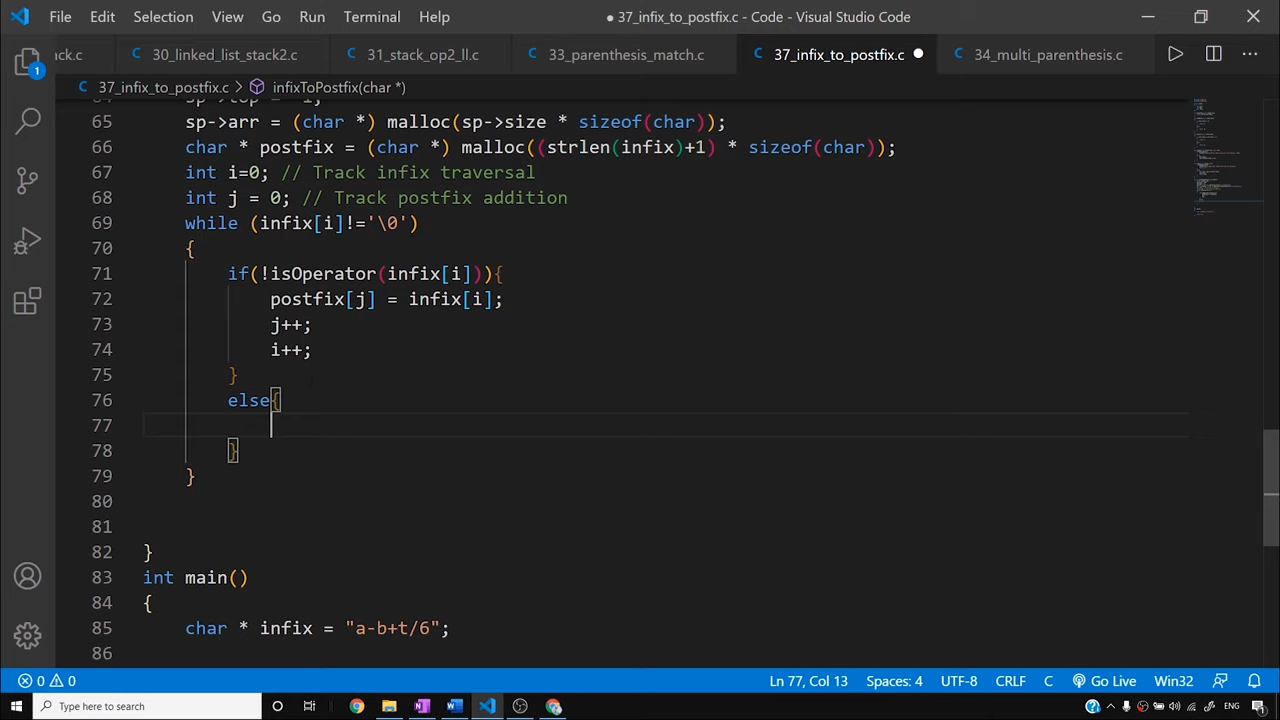 File Edit Selection View Go Run Terminal Help ● 37_infix_to_postfix.c - Code - Visual Studio Code
ck.c 30_linked_list_stack2.c 31_stack_op2_ll.c 33_parenthesis_match.c 37_infix_to_postfix.c ● 34_multi_parenthesis.c
37_infix_to_postfix.c > infixToPostfix(char *)
65 sp->arr = (char *) malloc(sp->size * sizeof(char));
66 char * postfix = (char *) malloc((strlen(infix)+1) * sizeof(char));
67 int i=0; // Track infix traversal
68 int j = 0; // Track postfix addition
69 while (infix[i]!='\0')
70 {
71 if(!isOperator(infix[i])){
72 postfix[j] = infix[i];
73 j++;
74 i++;
75 }
76 else{
77
78 }
79 }
80
81
82 }
83 int main()
84 {
85 char * infix = "a-b+t/6";
86
0 0 Ln 77, Col 13 Spaces: 4 UTF-8 CRLF C Go Live Win32
Type here to search ENG